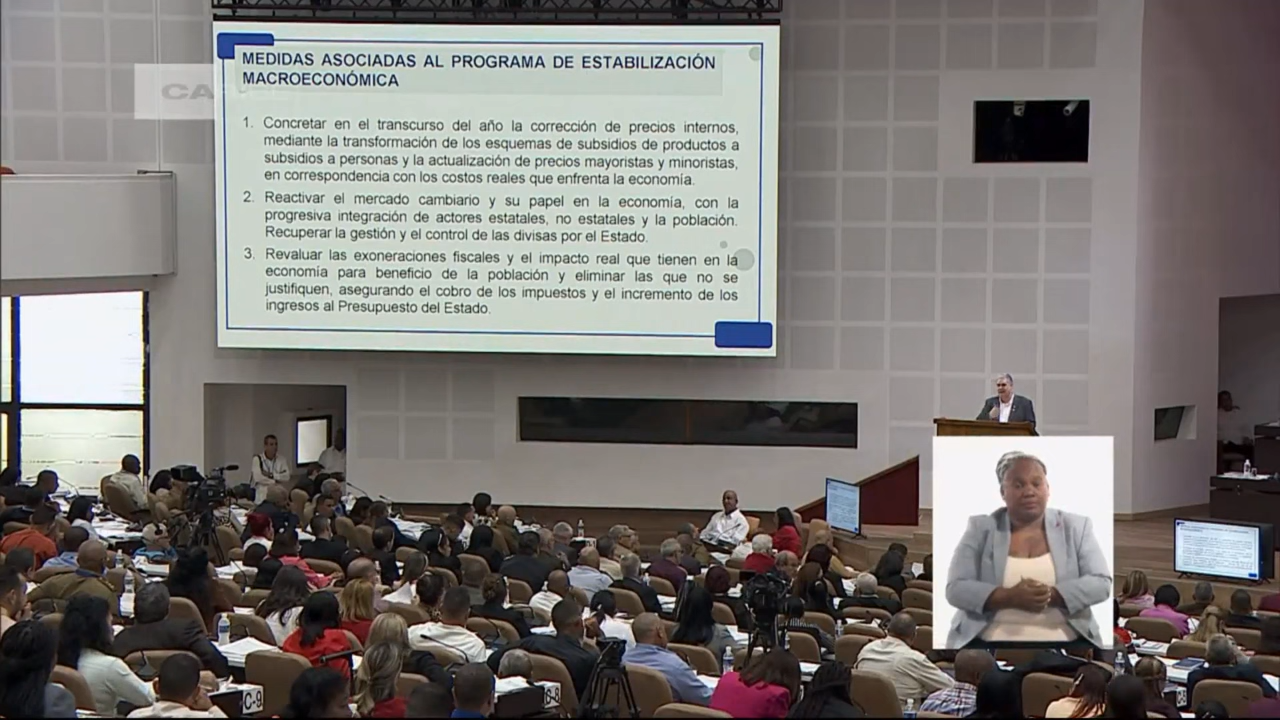 MEDIDAS ASOCIADAS AL PROGRAMA DE ESTABILIZACIÓN
MACROECONÓMICA
CA
1. Concretar en el transcurso del año la corrección de precios internos,
mediante la transformación de los esquemas de subsidios de productos a
subsidios a personas y la actualización de precios mayoristas y minoristas,
en correspondencia con los costos reales que enfrenta la economía.
2. Reactivar el mercado cambiario y su papel en la economía, con la
progresiva integración de actores estatales, no estatales y la población.
Recuperar la gestión y el control de las divisas por el Estado.
3. Revaluar las exoneraciones fiscales y el impacto real que tienen en la
economía para beneficio de la población y eliminar las que no se
justifiquen, asegurando el cobro de los impuestos y el incremento de los
ingresos al Presupuesto del Estado.
C-9
C-8